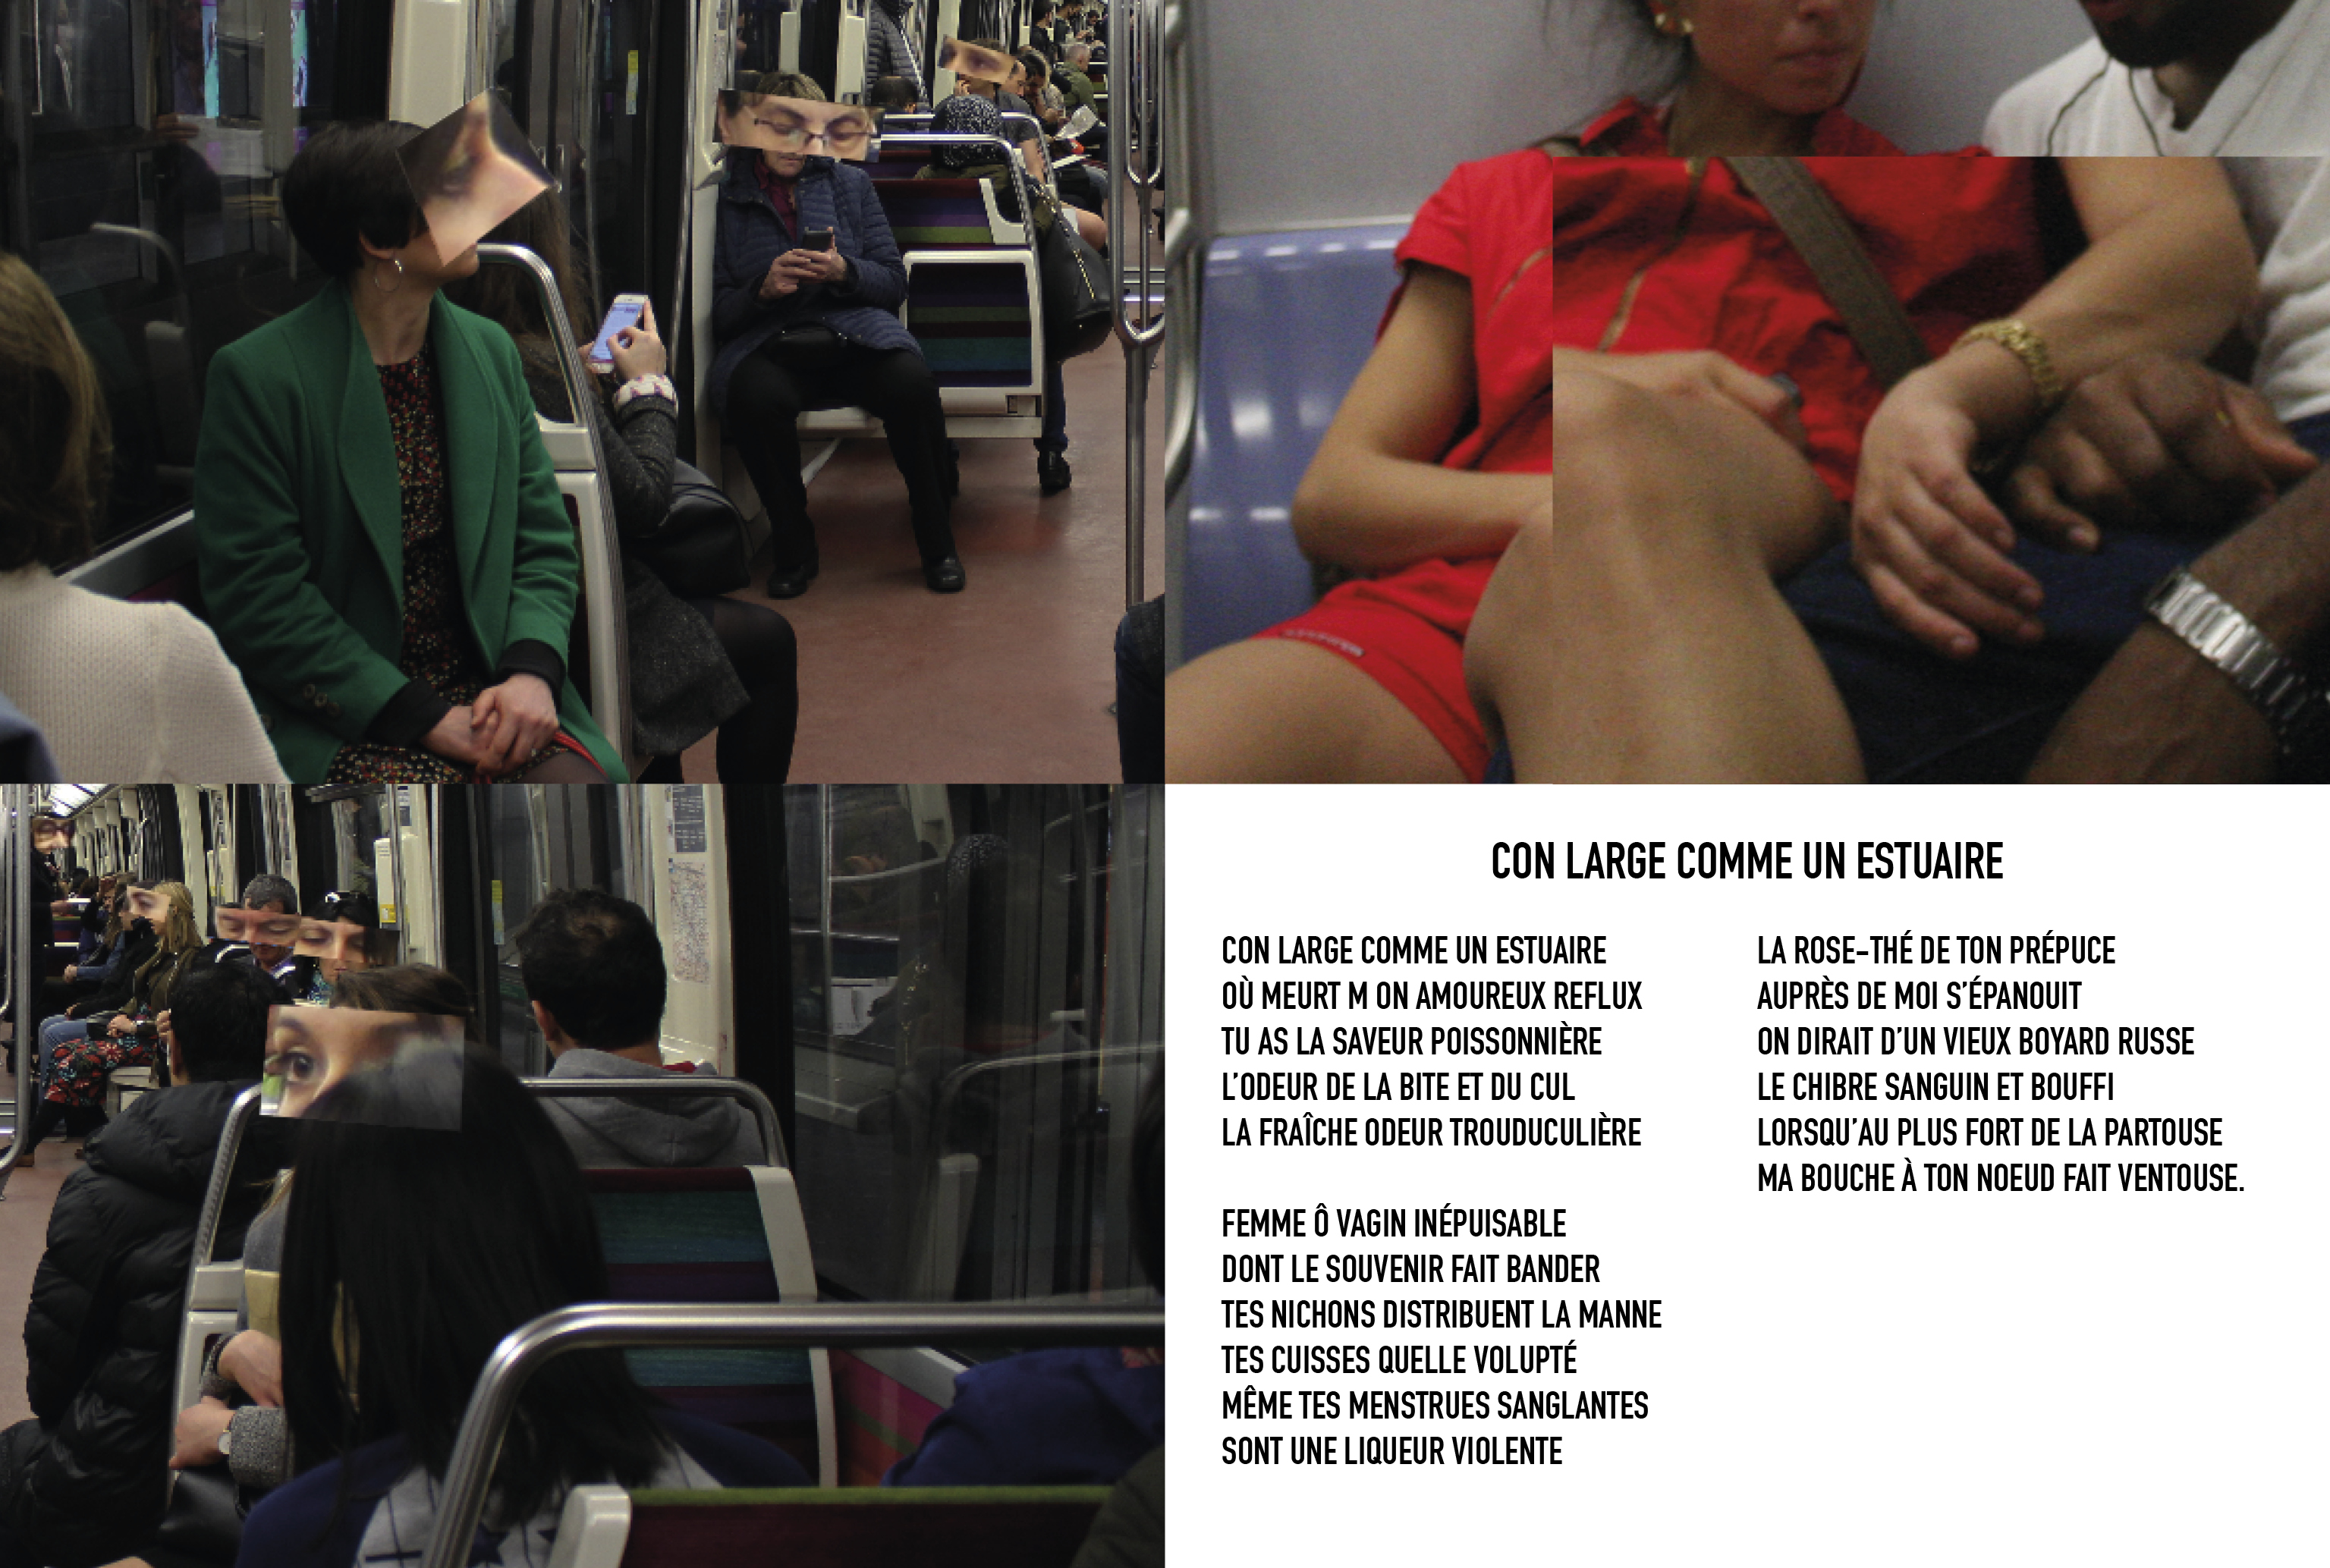 CON LARGE COMME UN ESTUAIRE
CON LARGE COMME UN ESTUAIRE
OÙ MEURT M ON AMOUREUX REFLUX
TU AS LA SAVEUR POISSONNIÈRE
L'ODEUR DE LA BITE ET DU CUL
LA FRAÎCHE ODEUR TROUDUCULIÈRE
FEMME Ô VAGIN INÉPUISABLE
DONT LE SOUVENIR FAIT BANDER
TES NICHONS DISTRIBUENT LA MANNE
TES CUISSES QUELLE VOLUPTÉ
MÊME TES MENSTRUES SANGLANTES
SONT UNE LIQUEUR VIOLENTE
LA ROSE-THÉ DE TON PRÉPUCE
AUPRÈS DE MOI S'ÉPANOUIT
ON DIRAIT D'UN VIEUX BOYARD RUSSE
LE CHIBRE SANGUIN ET BOUFFI
LORSQU'AU PLUS FORT DE LA PARTOUSE
MA BOUCHE À TON NOEUD FAIT VENTOUSE.